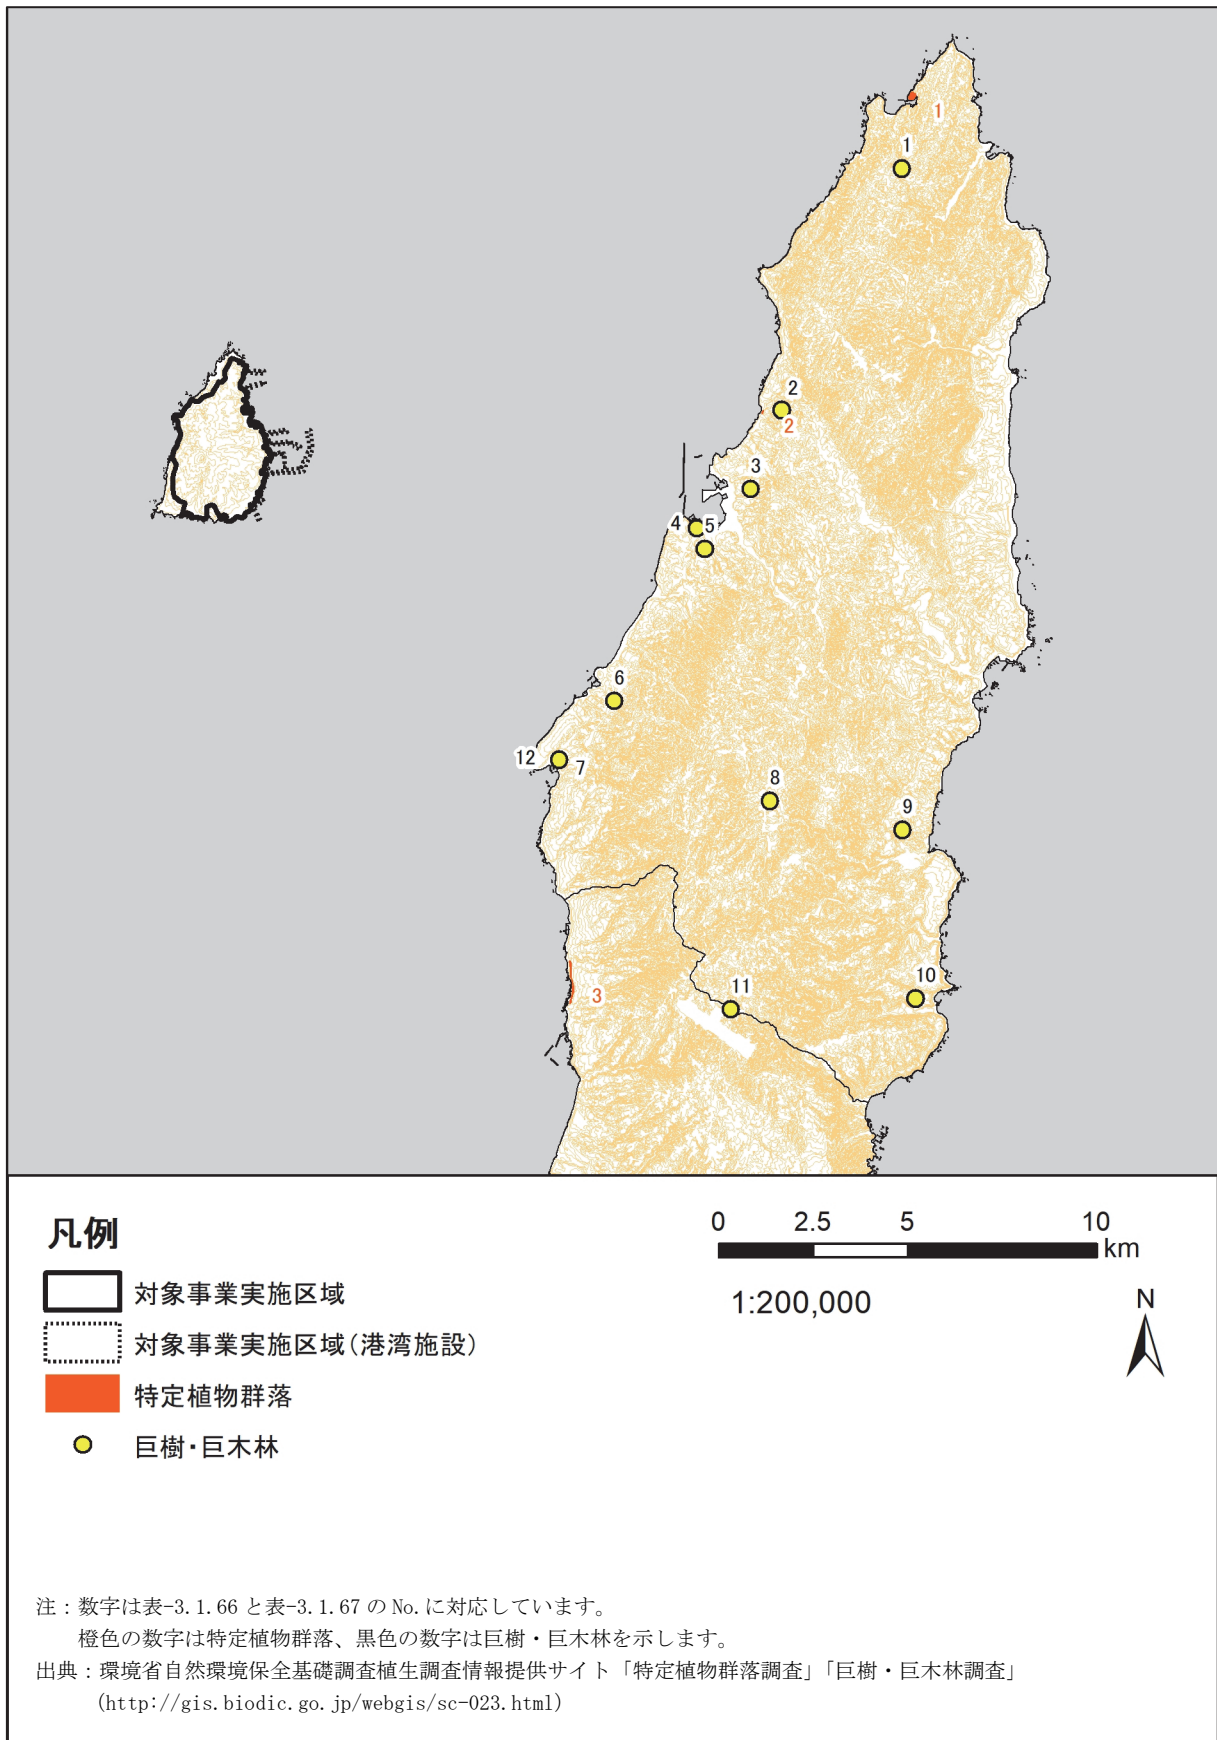 1
1
2
2
3
4
5
6
12
7
8
9
10
11
3
凡例
対象事業実施区域
対象事業実施区域(港湾施設)
特定植物群落
巨樹・巨木林
0 2.5 5 10
km
1:200,000
N
注：数字は表-3.1.66 と表-3.1.67 の No.に対応しています。
橙色の数字は特定植物群落、黒色の数字は巨樹・巨木林を示します。
出典：環境省自然環境保全基礎調査植生調査情報提供サイト「特定植物群落調査」「巨樹・巨木林調査」
(http://gis.biodic.go.jp/webgis/sc-023.html)